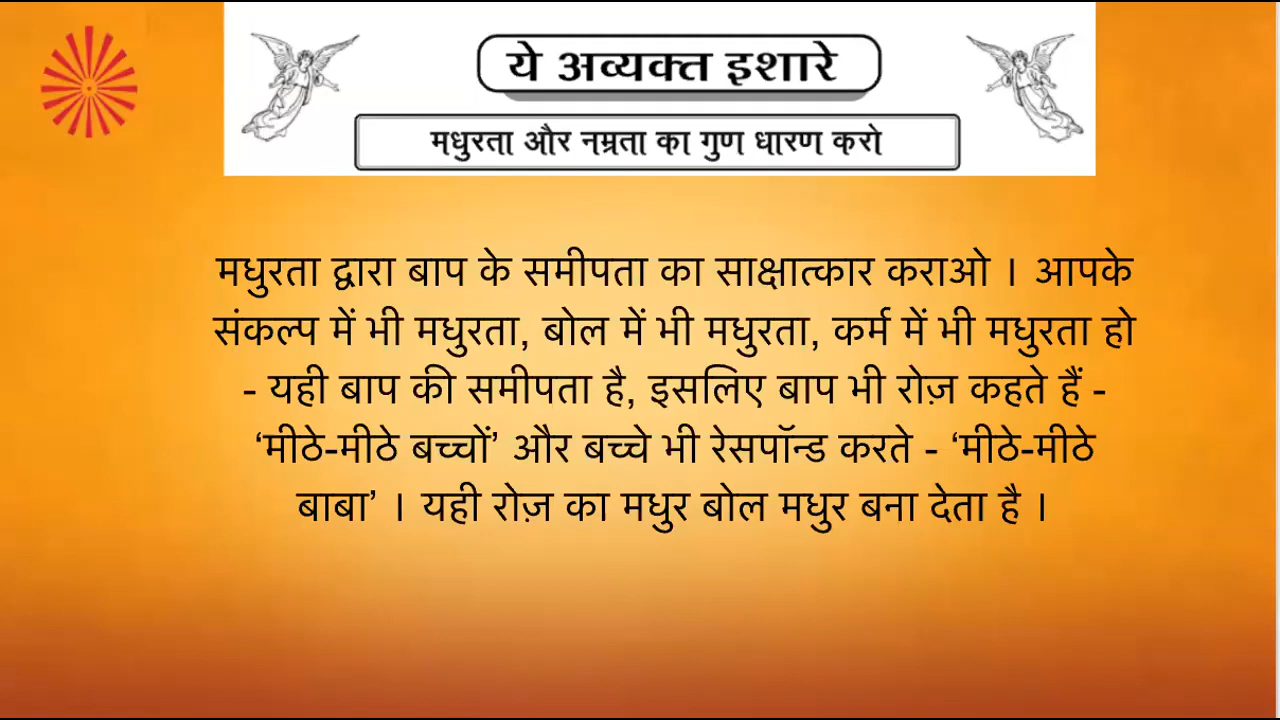 ये अव्यक्त इशारे
मधुरता और नम्रता का गुण धारण करो
मधुरता द्वारा बाप के समीपता का साक्षात्कार कराओ । आपके
संकल्प में भी मधुरता, बोल में भी मधुरता, कर्म में भी मधुरता हो
- यही बाप की समीपता है, इसलिए बाप भी रोज़ कहते हैं -
‘मीठे-मीठे बच्चों’ और बच्चे भी रेसपॉन्ड करते - ‘मीठे-मीठे
बाबा’ । यही रोज़ का मधुर बोल मधुर बना देता है ।